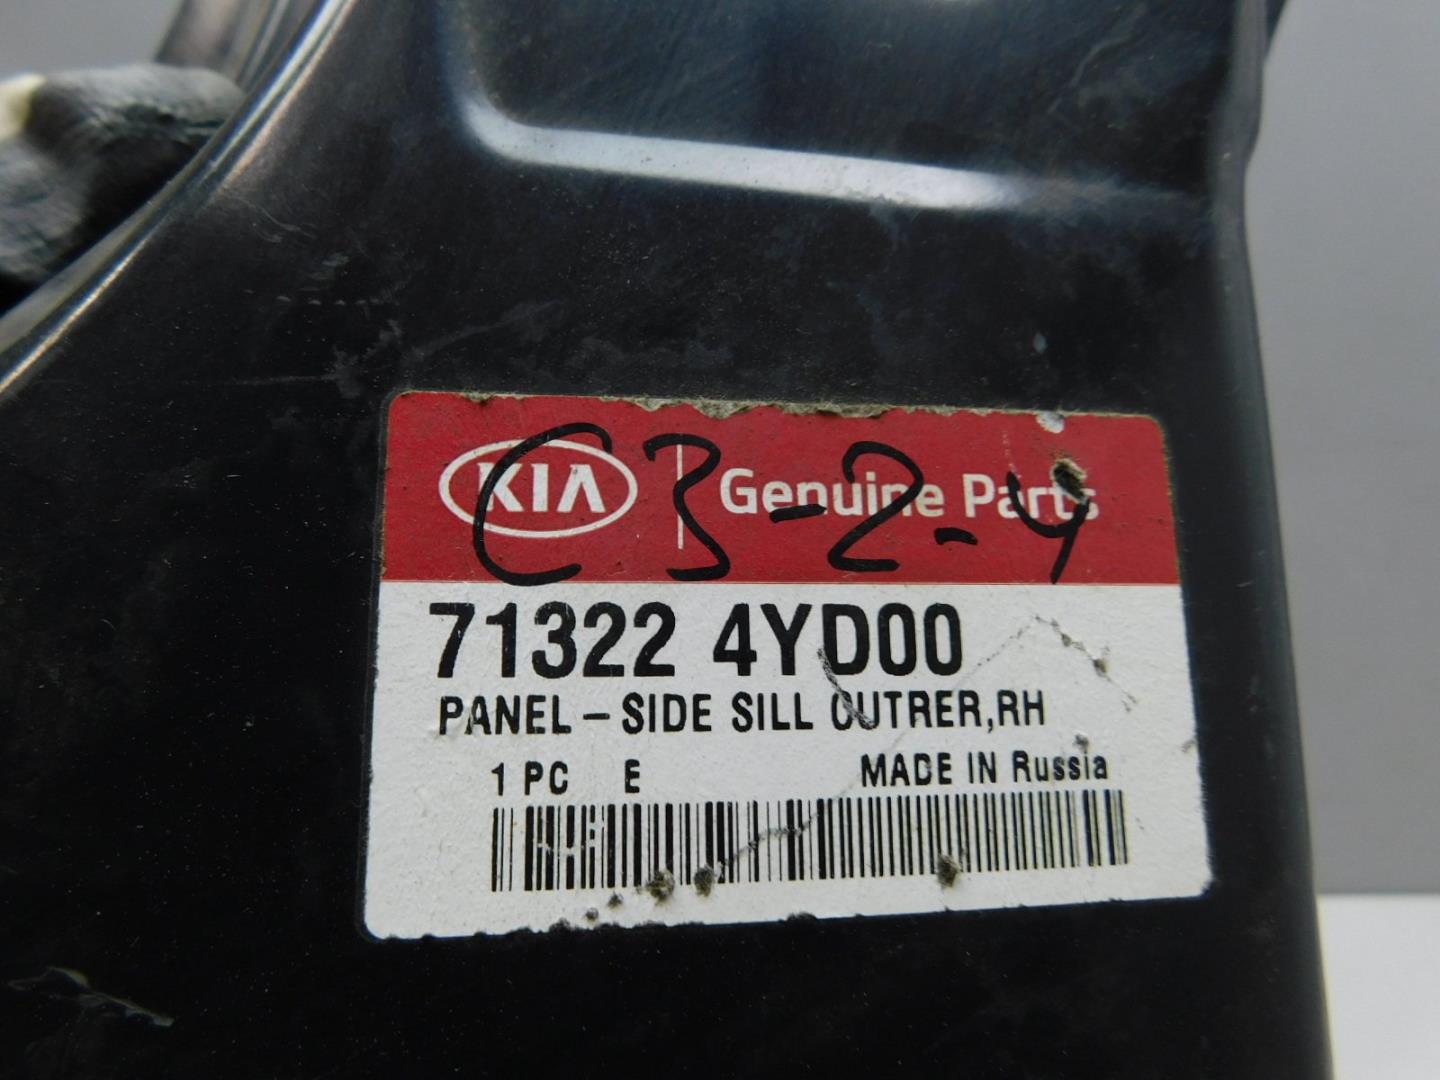 KIA Genuine Parts
C3-2-4
71322 4YD00
PANEL-SIDE SILL OUTRER,RH
1 PC E MADE IN Russia